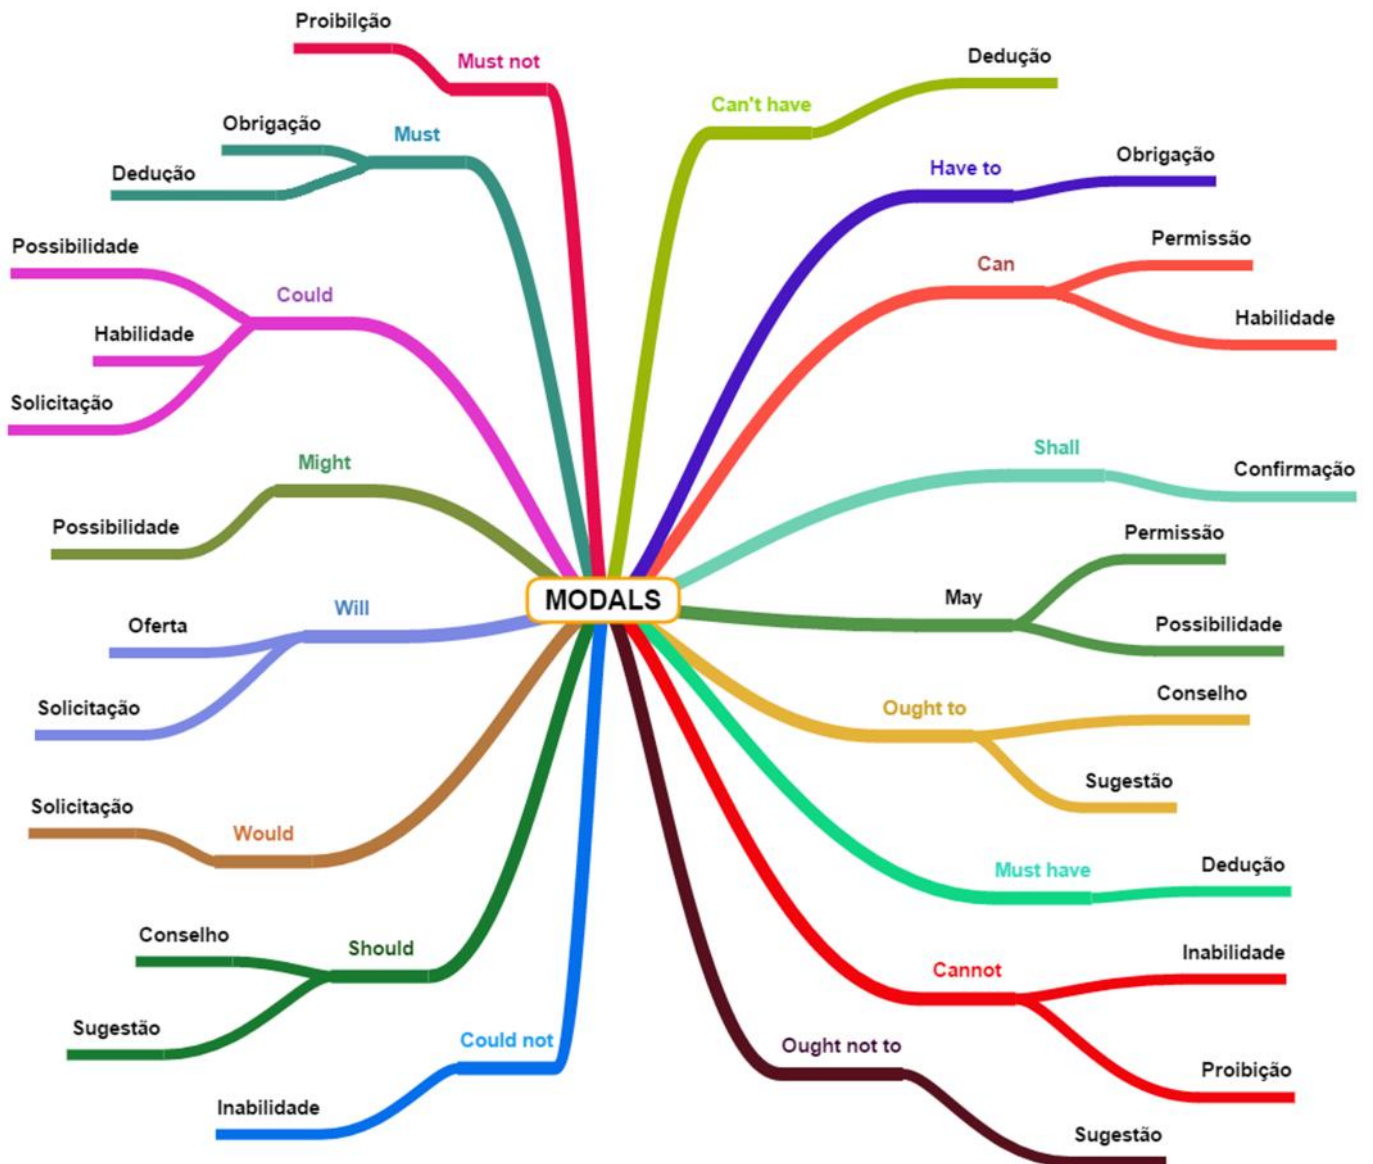 Proibilção
Must not
Obrigação
Must
Dedução
Possibilidade
Could
Habilidade
Solicitação
Might
Possibilidade
Will
Oferta
Solicitação
Solicitação
Would
Conselho
Should
Sugestão
Could not
Inabilidade
MODALS
Dedução
Can't have
Obrigação
Have to
Permissão
Can
Habilidade
Shall
Confirmação
Permissão
May
Possibilidade
Conselho
Ought to
Sugestão
Must have
Dedução
Inabilidade
Cannot
Proibição
Ought not to
Sugestão